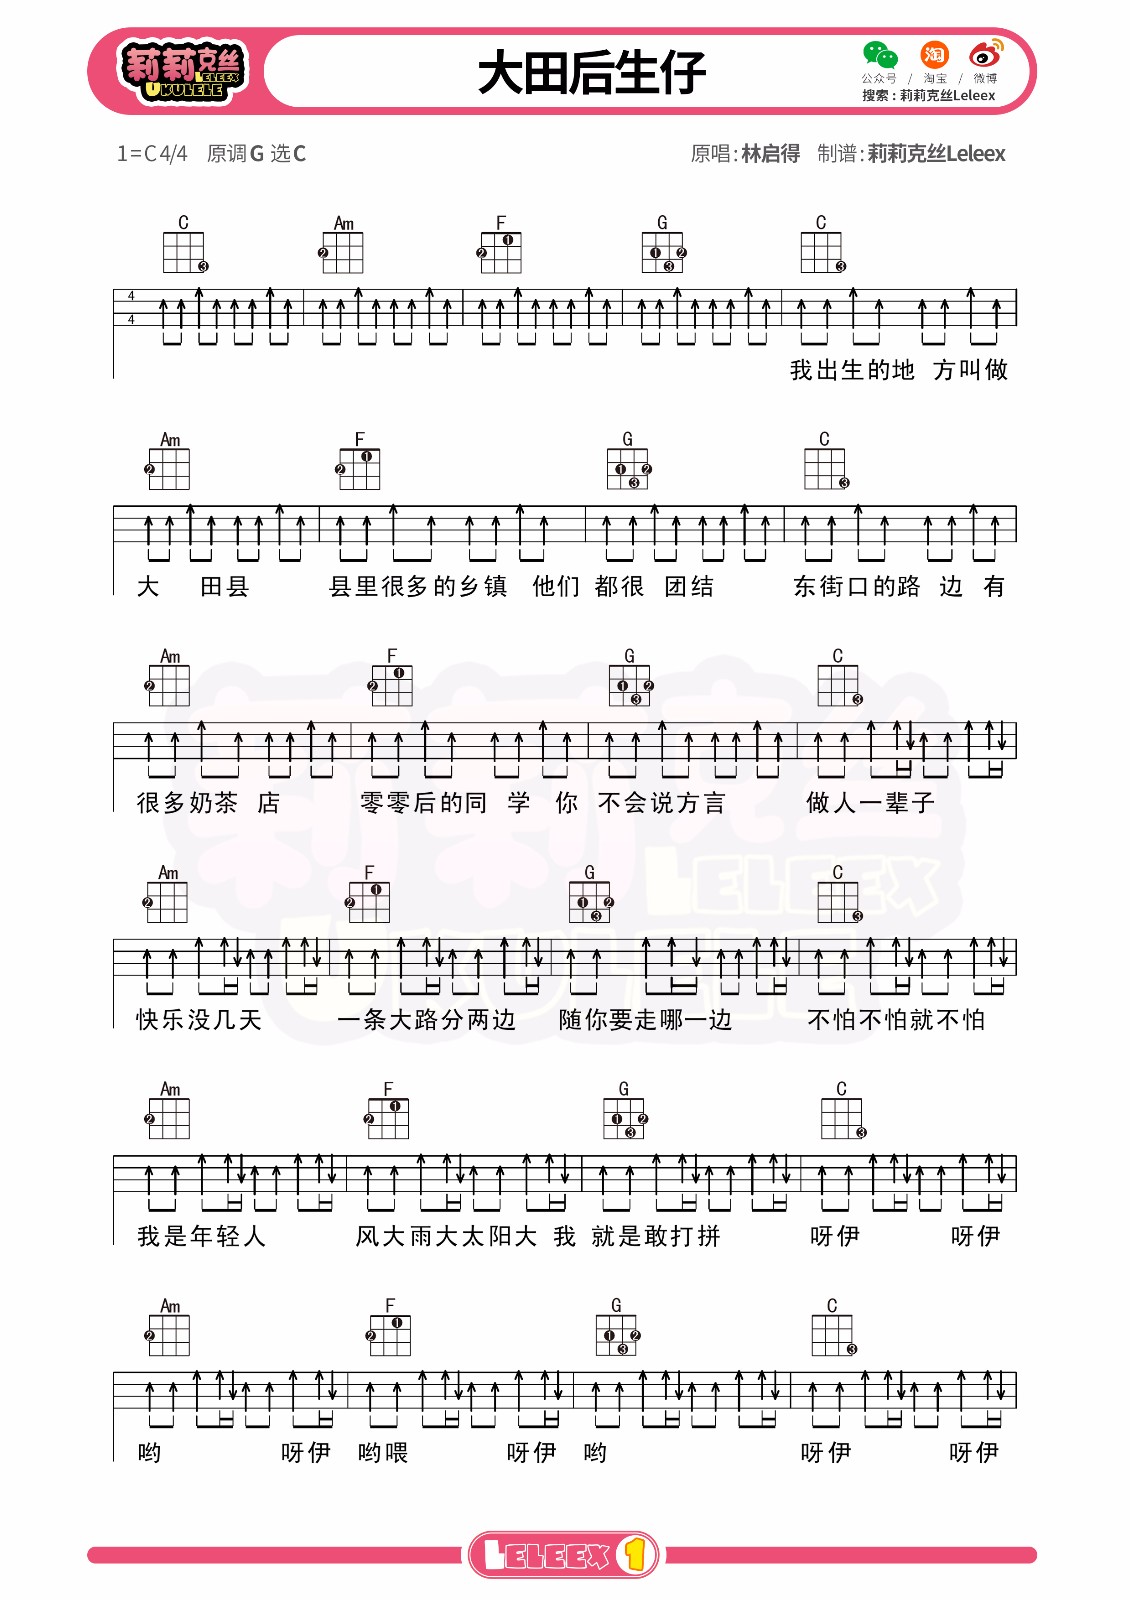 莉莉克丝
LELEEX
UKULELE
大田后生仔
公众号 / 淘宝 / 微博
搜索：莉莉克丝Leleex
1=C 4/4 原调G 选C
原唱：林启得 制谱：莉莉克丝Leleex
C Am F G C
4
4
我出生的地 方叫做
Am F G C
大 田县 县里很多的乡镇 他们 都很 团结 东街口的路 边 有
Am F G C
很多奶茶 店 零零后的同 学 你 不会说方言 做人一辈子
Am F G C
快乐没几天 一条大路分两边 随你要走哪一边 不怕不怕就不怕
Am F G C
我是年轻人 风大雨大太阳大 我 就是敢打拼 呀伊 呀伊
Am F G C
哟 呀伊 哟喂 呀伊 哟 呀伊 呀伊
LELEEX 1